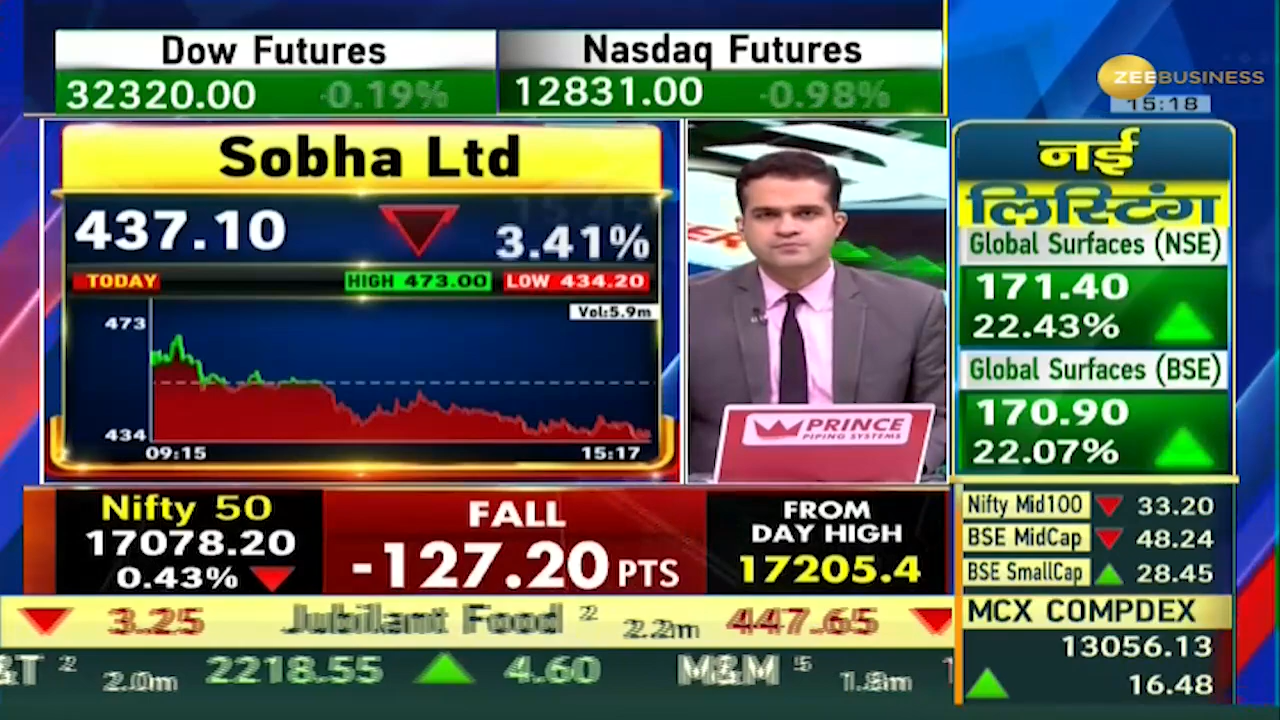 Dow Futures
32320.00 -0.19%
Nasdaq Futures
12831.00 -0.98%
ZEEBUSINESS
15:18
Sobha Ltd
437.10 3.41%
TODAY HIGH 473.00 LOW 434.20
Vol:5.9m
473
434
09:15 15:17
PRINCE
PIPING SYSTEMS
नई
लिस्टिंग
Global Surfaces (NSE)
171.40
22.43%
Global Surfaces (BSE)
170.90
22.07%
Nifty 50
17078.20
0.43%
FALL
-127.20 PTS
FROM
DAY HIGH
17205.4
Nifty Mid100 33.20
BSE MidCap 48.24
BSE SmallCap 28.45
MCX COMPDEX
13056.13
16.48
3.25 Jubilant Food 2 2.2m 447.65
&T 2 2.0m 2218.55 4.60 M&M 5 1.8m